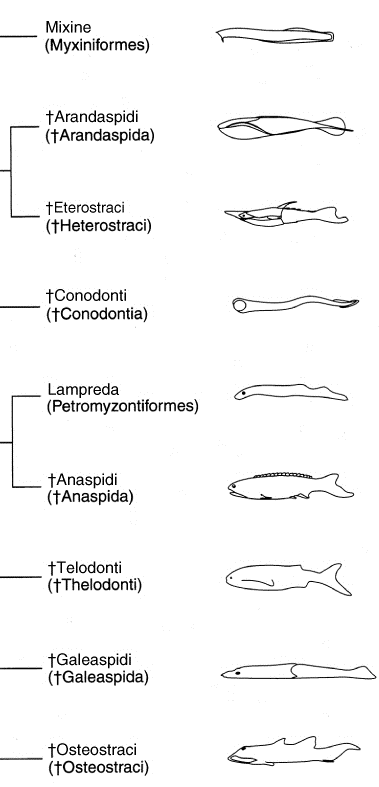 Mixine
(Myxiniformes)
†Arandaspidi
(†Arandaspida)
†Eterostraci
(†Heterostraci)
†Conodonti
(†Conodontia)
Lampreda
(Petromyzontiformes)
†Anaspidi
(†Anaspida)
†Telodonti
(†Thelodonti)
†Galeaspidi
(†Galeaspida)
†Osteostraci
(†Osteostraci)